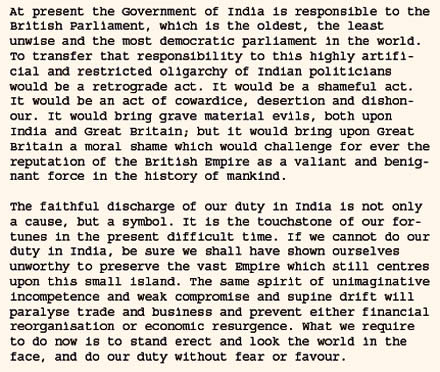 At present the Government of India is responsible to the
British Parliament, which is the oldest, the least
unwise and the most democratic parliament in the world.
To transfer that responsibility to this highly artifi-
cial and restricted oligarchy of Indian politicians
would be a retrograde act. It would be a shameful act.
It would be an act of cowardice, desertion and dishon-
our. It would bring grave material evils, both upon
India and Great Britain; but it would bring upon Great
Britain a moral shame which would challenge for ever the
reputation of the British Empire as a valiant and benig-
nant force in the history of mankind.
The faithful discharge of our duty in India is not only
a cause, but a symbol. It is the touchstone of our for-
tunes in the present difficult time. If we cannot do our
duty in India, be sure we shall have shown ourselves
unworthy to preserve the vast Empire which still centres
upon this small island. The same spirit of unimaginative
incompetence and weak compromise and supine drift will
paralyse trade and business and prevent either financial
reorganisation or economic resurgence. What we require
to do now is to stand erect and look the world in the
face, and do our duty without fear or favour.